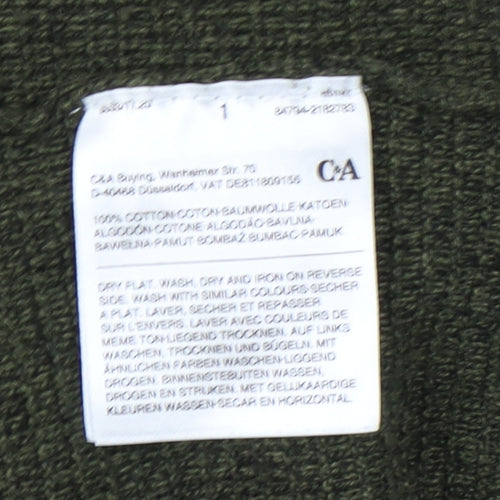 1
84794-2182783
C&A Buying, Wanheimer Str. 70
D-40468 Düsseldorf, VAT DE811809156
C&A
100% COTTON·COTON·BAUMWOLLE·KATOEN·
ALGODÓN·COTONE·ALGODÃO·BAVLNA·
BAWEŁNA·PAMUT·BOMBAŽ·BUMBAC·PAMUK
DRY FLAT. WASH, DRY AND IRON ON REVERSE
SIDE. WASH WITH SIMILAR COLOURS·SECHER
A PLAT. LAVER, SECHER ET REPASSER
SUR L'ENVERS. LAVER AVEC COULEURS DE
MEME TON·LIEGEND TROCKNEN. AUF LINKS
WASCHEN, TROCKNEN UND BÜGELN. MIT
ÄHNLICHEN FARBEN WASCHEN·LIGGEND
DROGEN. BINNENSTEBUITEN WASSEN,
DROGEN EN STRIJKEN. MET GELIJKAARDIGE
KLEUREN WASSEN·SECAR EN HORIZONTAL.